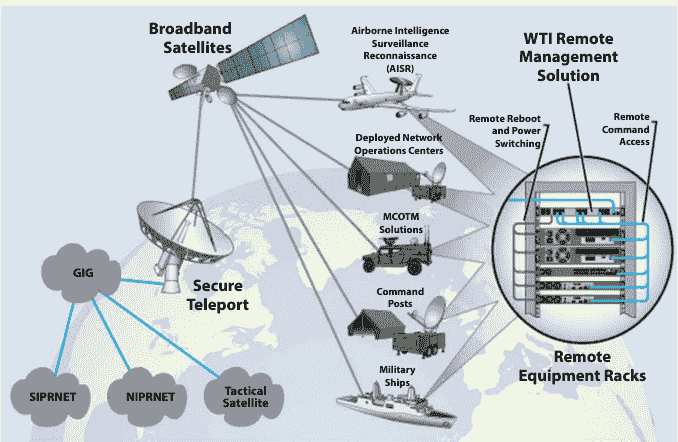 Broadband
Satellites
Airborne Intelligence
Surveillance
Reconnaissance
(AISR)
WTI Remote
Management
Solution
Remote Reboot
and Power
Switching
Remote
Command
Access
Deployed Network
Operations Centers
MCOTM
Solutions
GIG
Secure
Teleport
Command
Posts
Remote
Equipment Racks
Military
Ships
SIPRNET
NIPRNET
Tactical
Satellite